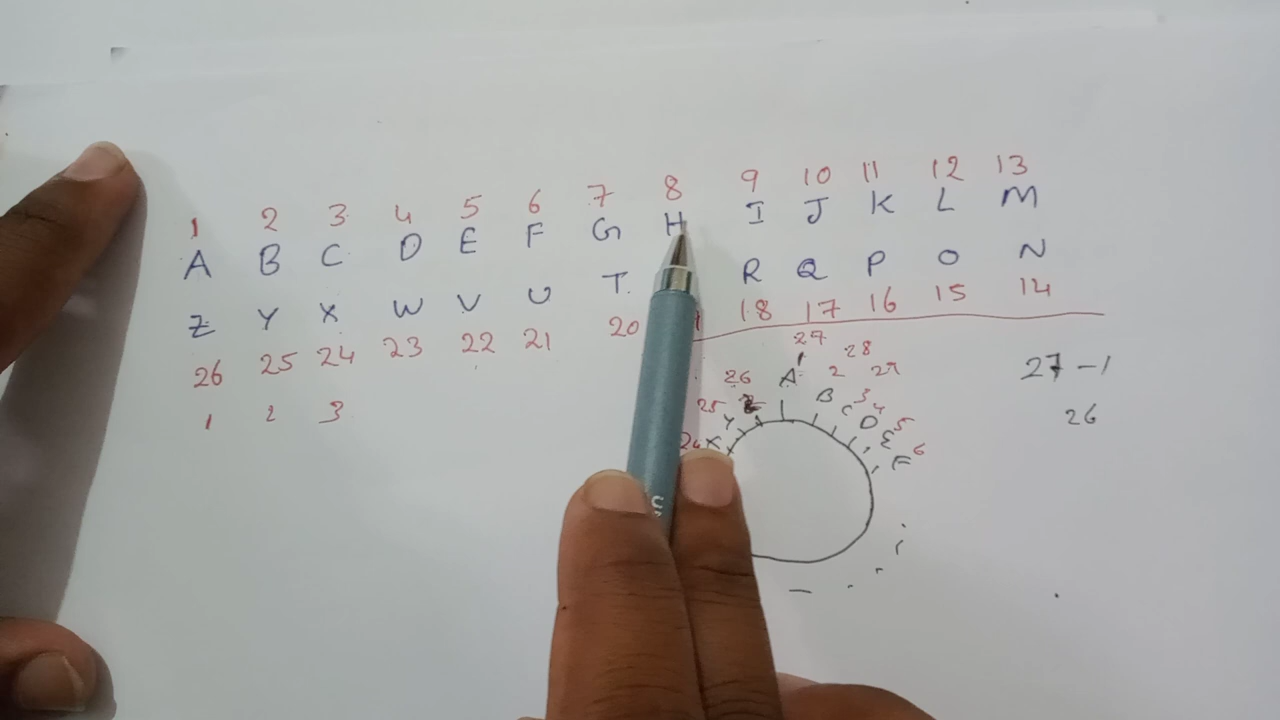 1 2 3 4 5 6 7 8 9 10 11 12 13
A B C D E F G H I J K L M
Z Y X W V U T R Q P O N
26 25 24 23 22 21 20 18 17 16 15 14
1 2 3
27
26 A 2 28 27
25 Y B 3
X C 4
D 5
E 6
F
27 - 1
26